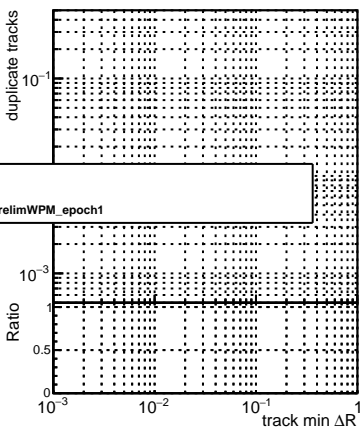 duplicate tracks
10⁻¹
relimWPM_epoch1
10⁻³
Ratio
1
0.5
0
10⁻³ 10⁻² 10⁻¹ 1
track min ΔR